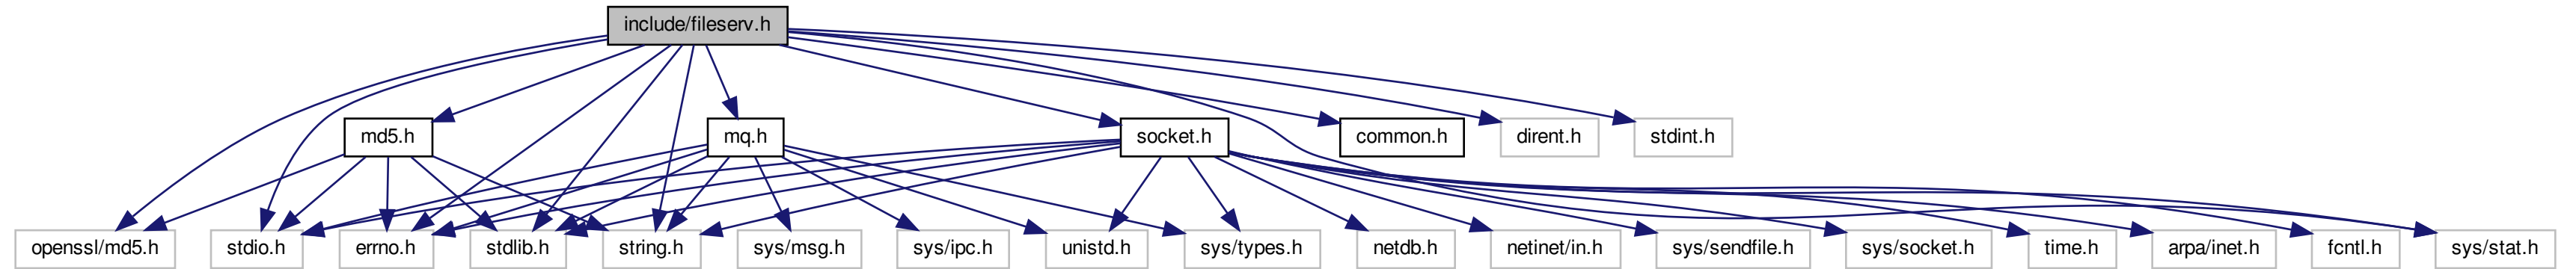 include/fileserv.h
md5.h
mq.h
socket.h
common.h
dirent.h
stdint.h
openssl/md5.h
stdio.h
errno.h
stdlib.h
string.h
sys/msg.h
sys/ipc.h
unistd.h
sys/types.h
netdb.h
netinet/in.h
sys/sendfile.h
sys/socket.h
time.h
arpa/inet.h
fcntl.h
sys/stat.h